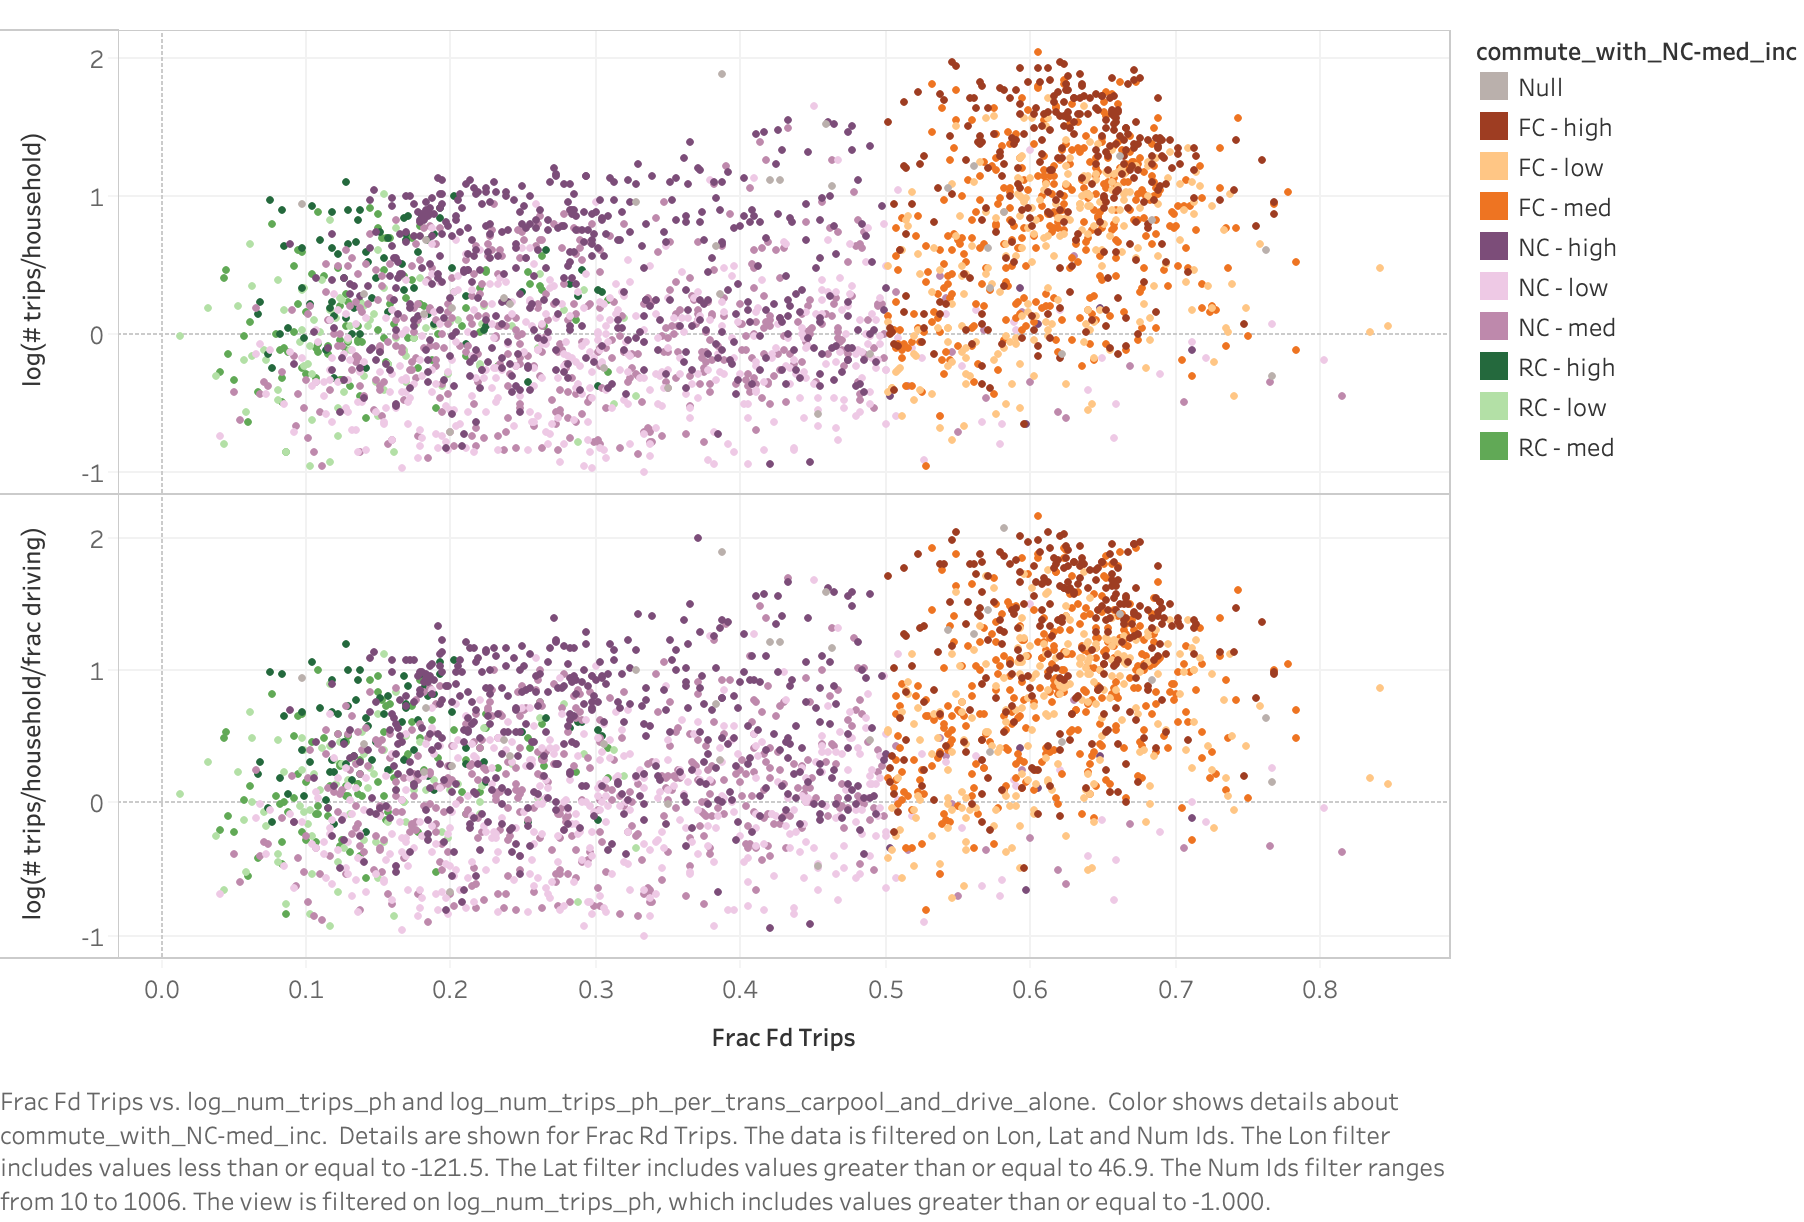 commute_with_NC-med_inc
Null
FC - high
FC - low
FC - med
NC - high
NC - low
NC - med
RC - high
RC - low
RC - med
log(# trips/household)
2
1
0
-1
log(# trips/household/frac driving)
2
1
0
-1
0.0 0.1 0.2 0.3 0.4 0.5 0.6 0.7 0.8
Frac Fd Trips
Frac Fd Trips vs. log_num_trips_ph and log_num_trips_ph_per_trans_carpool_and_drive_alone. Color shows details about
commute_with_NC-med_inc. Details are shown for Frac Rd Trips. The data is filtered on Lon, Lat and Num Ids. The Lon filter
includes values less than or equal to -121.5. The Lat filter includes values greater than or equal to 46.9. The Num Ids filter ranges
from 10 to 1006. The view is filtered on log_num_trips_ph, which includes values greater than or equal to -1.000.